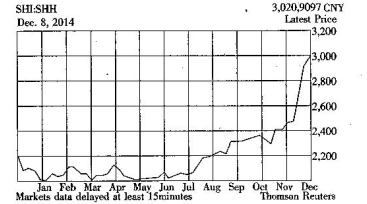 SHI:SHH 3,020,9097 CNY
Dec. 8, 2014 Latest Price
3,200
3,000
2,800
2,600
2,400
2,200
Jan Feb Mar Apr May Jun Jul Aug Sep Oct Nov Dec
Markets data delayed at least 15minutes Thomson Reuters